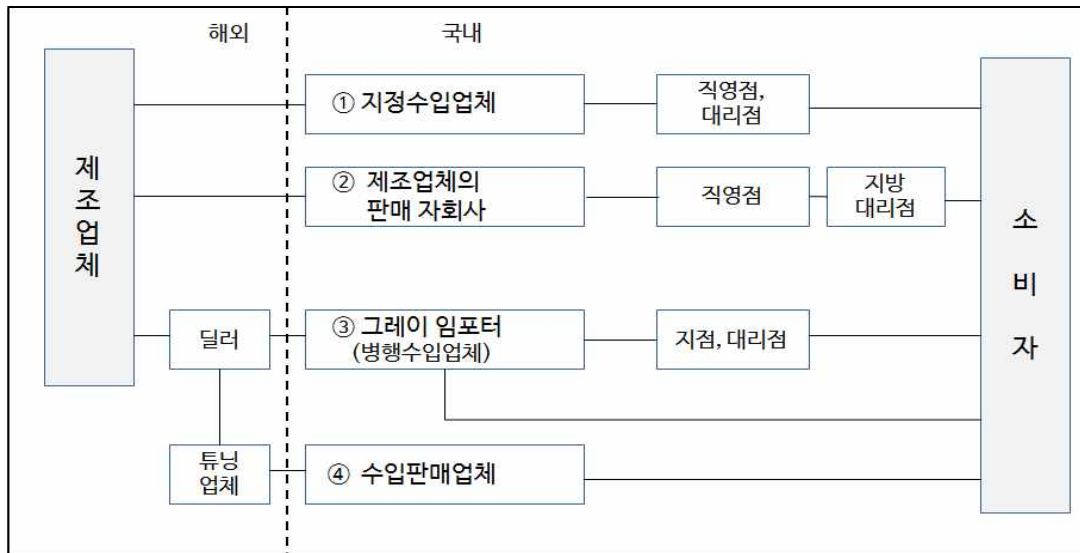 해외
국내
제
조
업
체
① 지정수입업체
직영점,
대리점
② 제조업체의
판매 자회사
직영점
지방
대리점
딜러
③ 그레이 임포터
(병행수입업체)
지점, 대리점
튜닝
업체
④ 수입판매업체
소
비
자